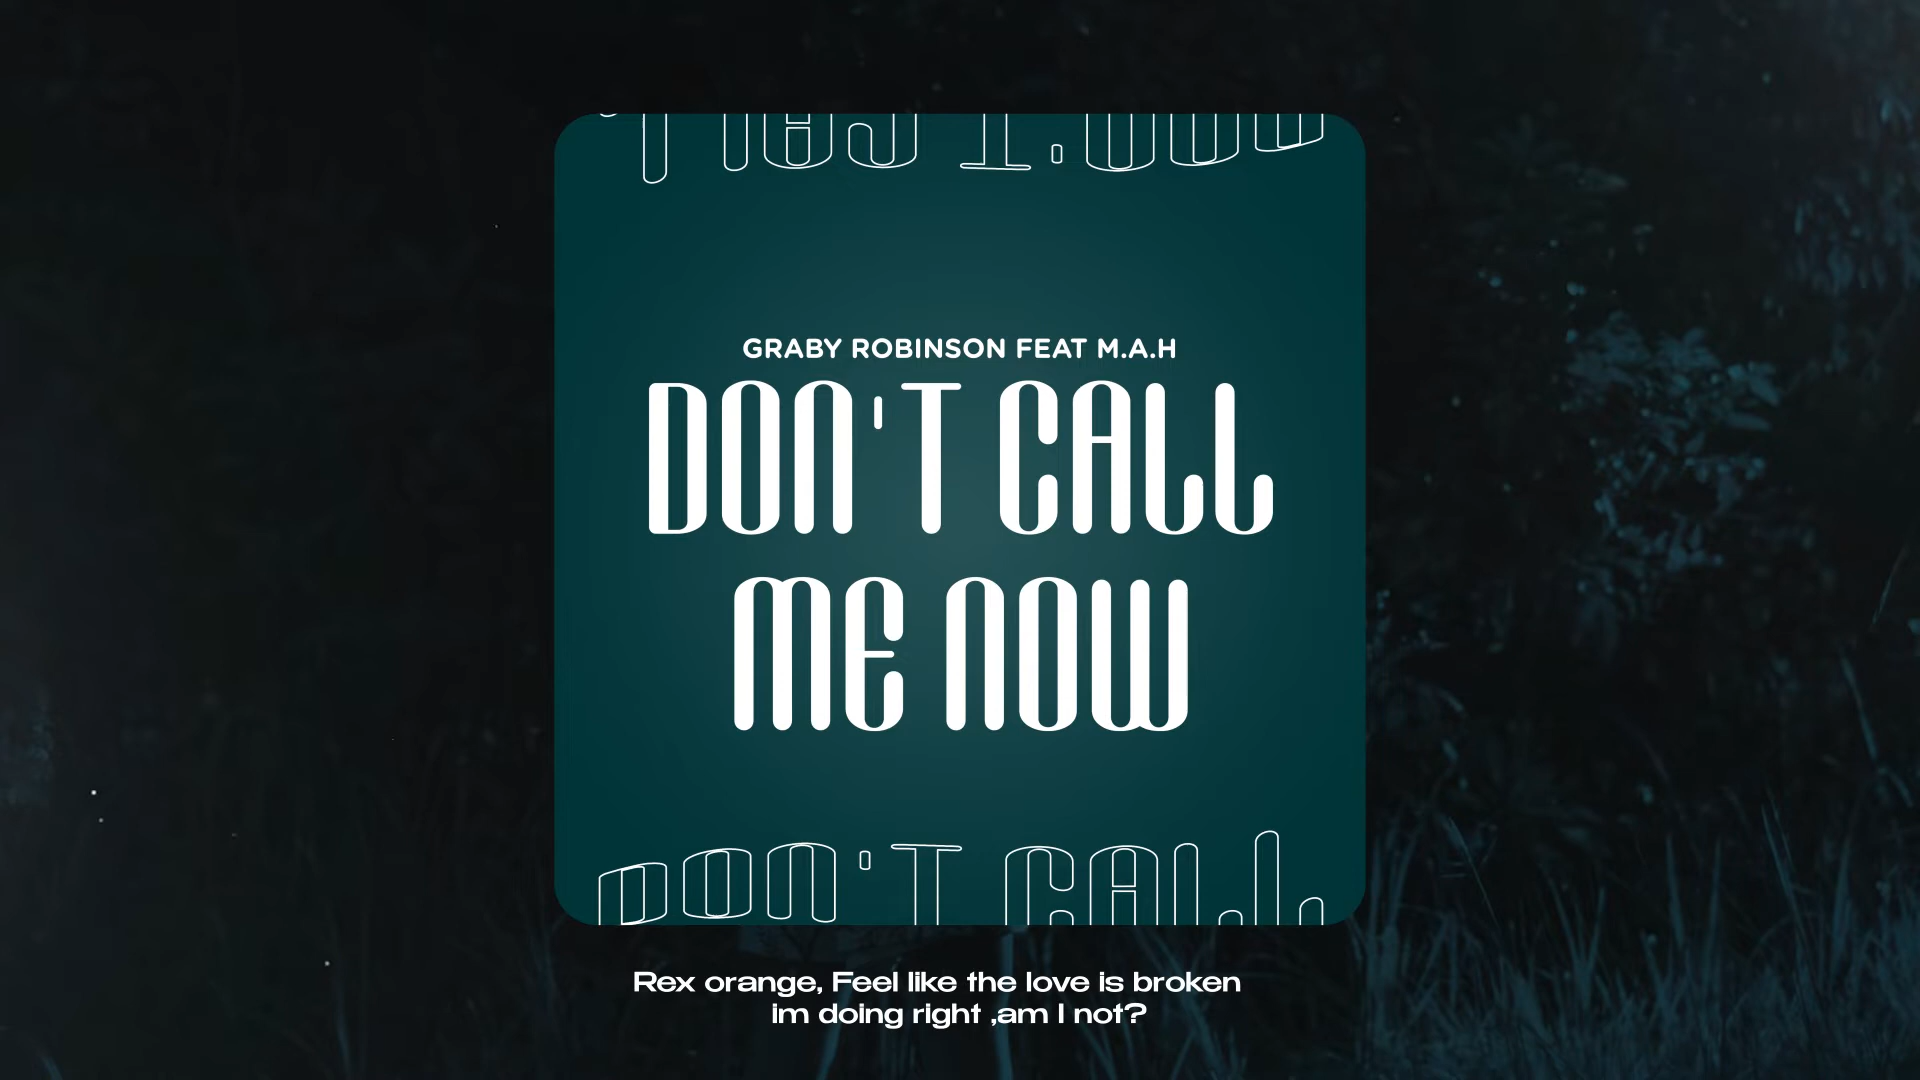 GRABY ROBINSON FEAT M.A.H
DON'T CALL
ME NOW
DON'T CALL
Rex orange, Feel like the love is broken
im doing right ,am I not?